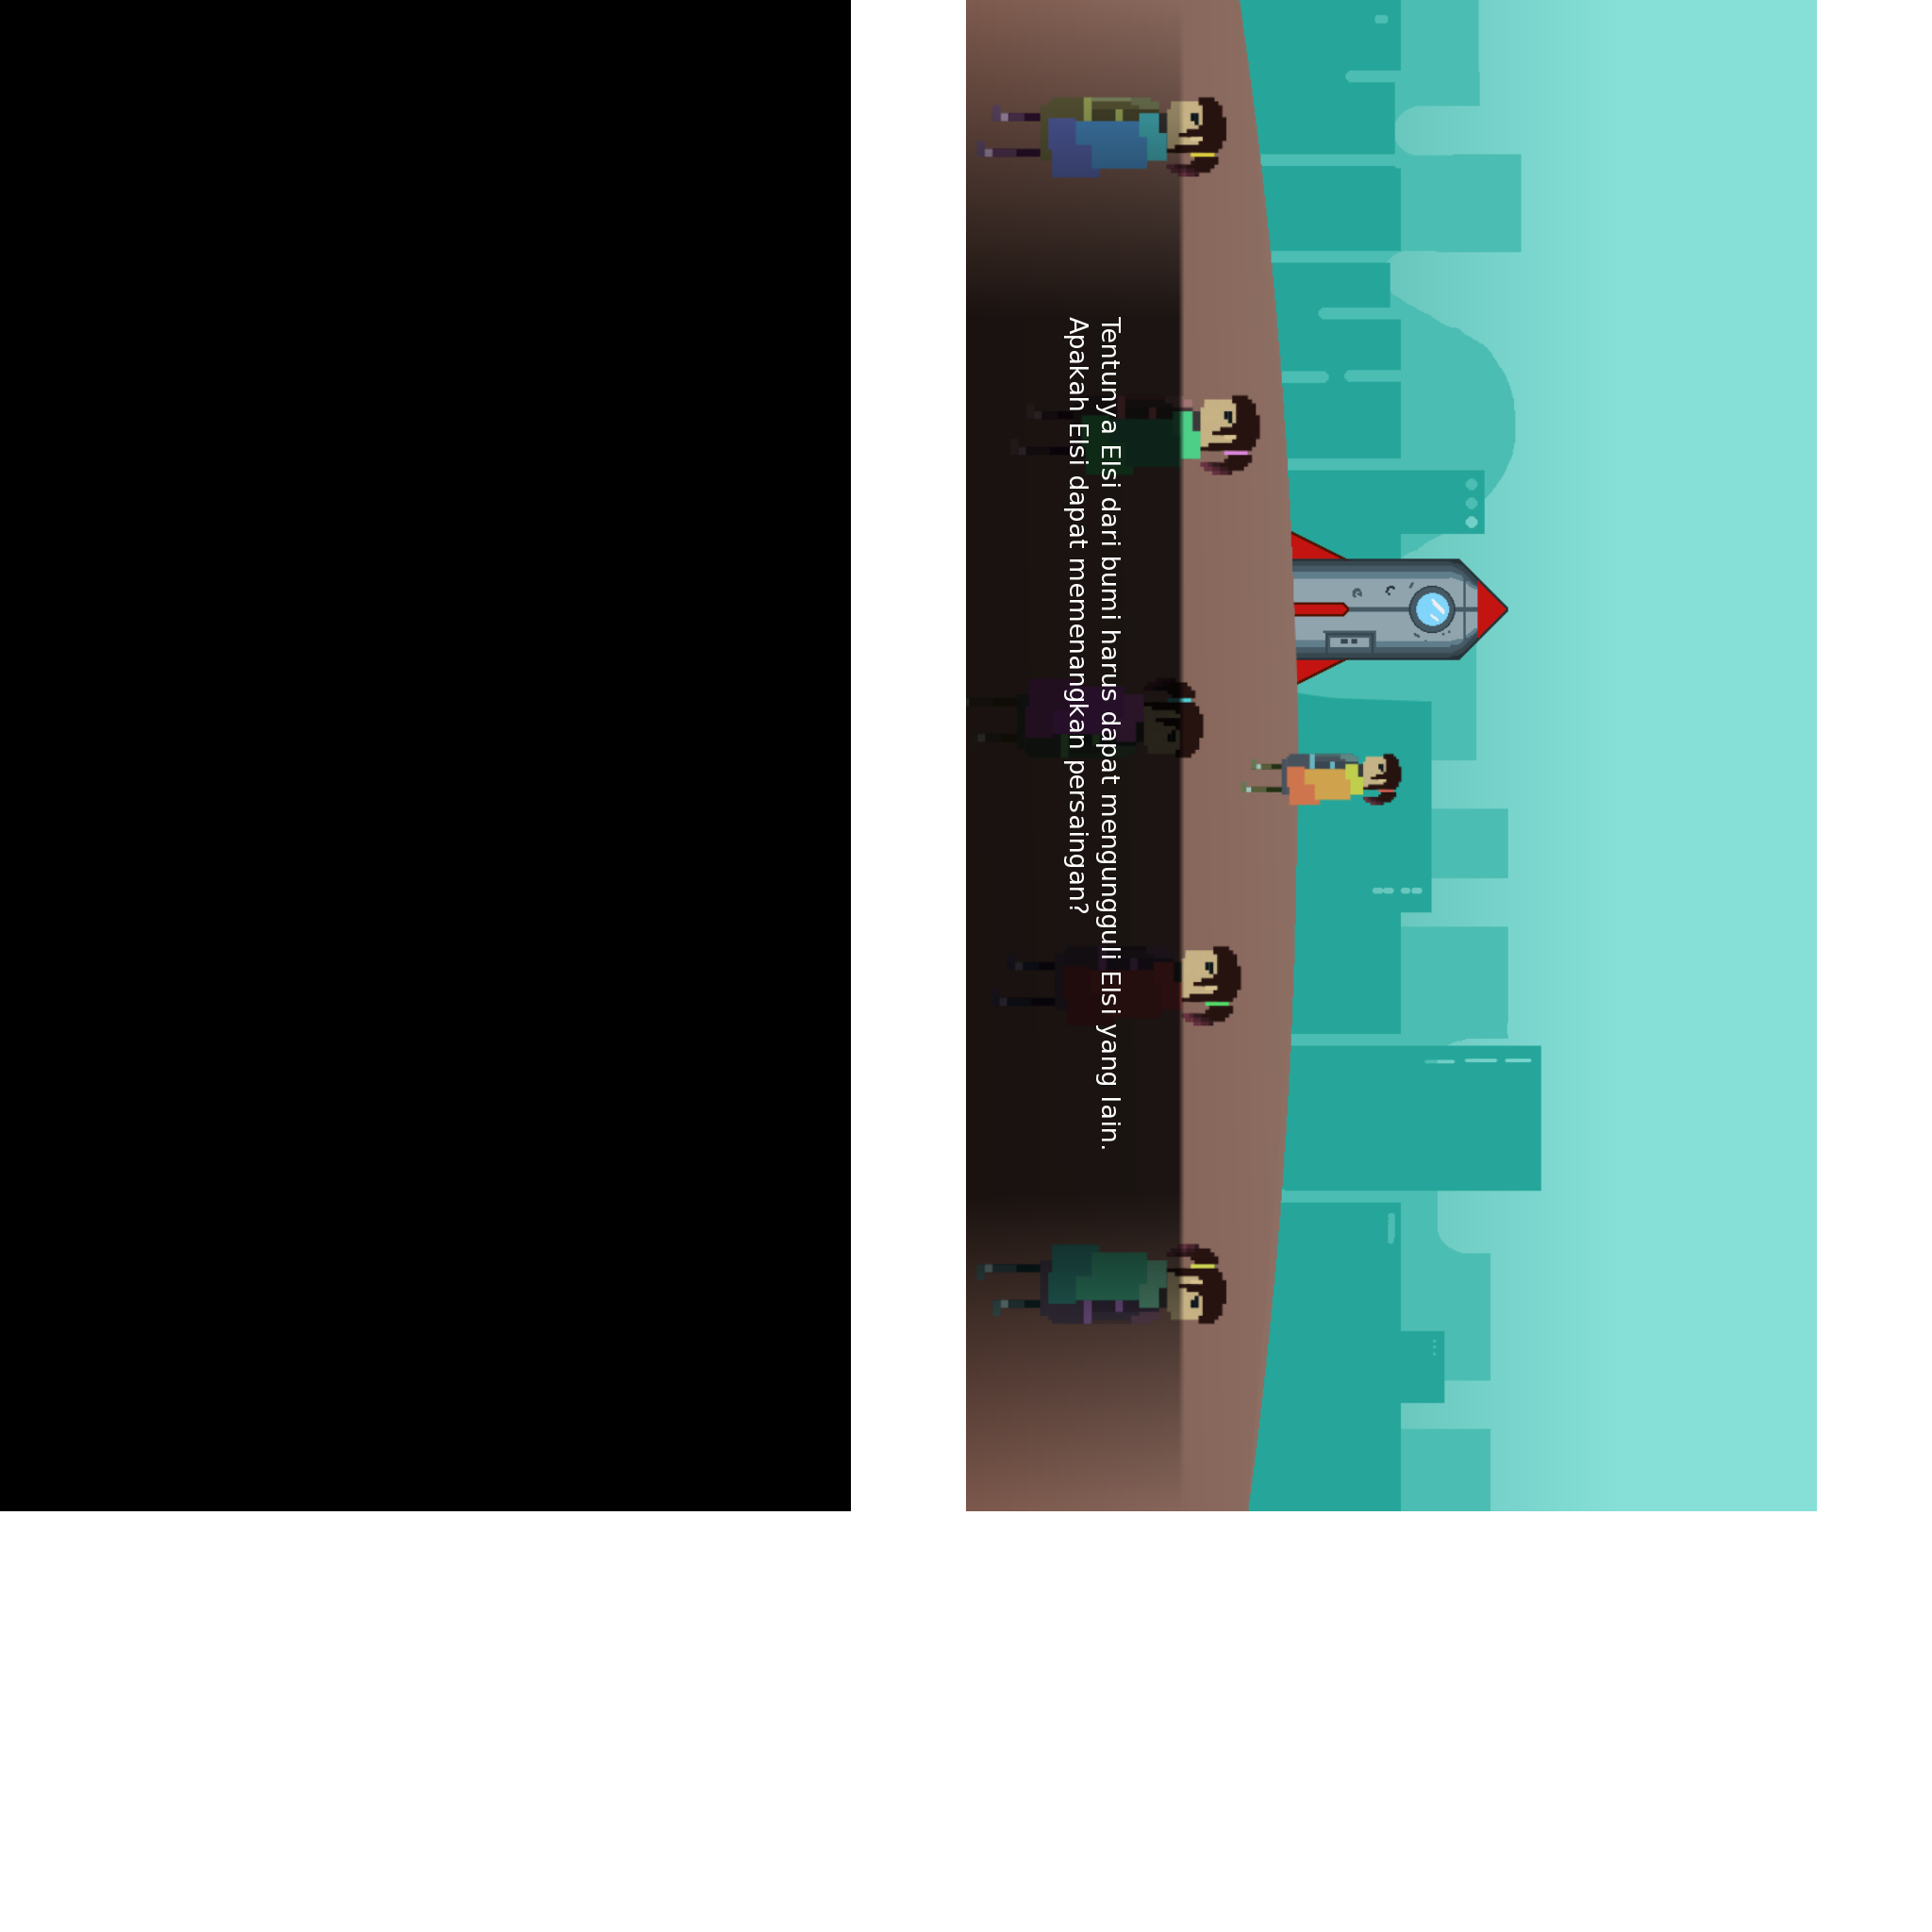 Tentunya Elsi dari bumi harus dapat mengungguli Elsi yang lain.
Apakah Elsi dapat memenangkan persaingan?